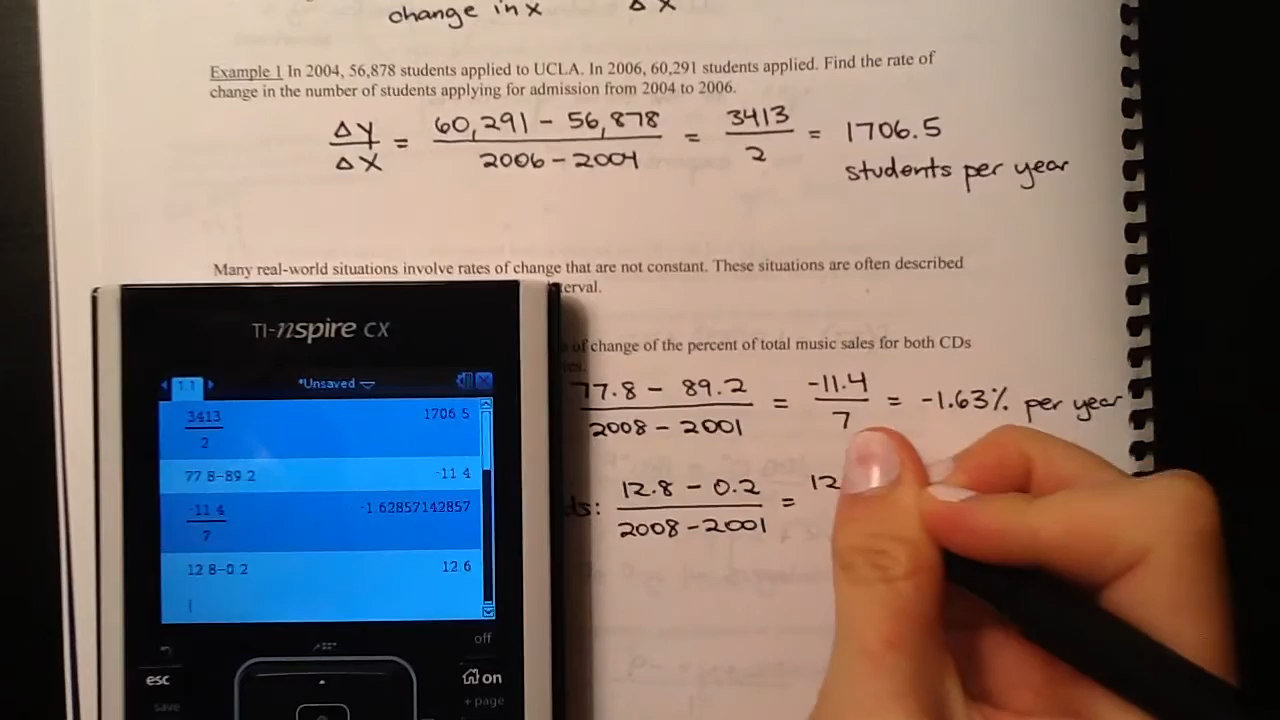 change in x Δ x
Example 1 In 2004, 56,878 students applied to UCLA. In 2006, 60,291 students applied. Find the rate of
change in the number of students applying for admission from 2004 to 2006.
ΔY/ΔX = 60,291 - 56,878 / 2006 - 2004 = 3413/2 = 1706.5
students per year
Many real-world situations involve rates of change that are not constant. These situations are often described
interval.
of change of the percent of total music sales for both CDs
77.8 - 89.2 / 2008 - 2001 = -11.4/7 = -1.63% per year
ds: 12.8 - 0.2 / 2008 - 2001 = 12
TI-nspire CX
1.1 *Unsaved
3413/2 1706.5
77.8-89.2 -11.4
-11.4/7 -1.62857142857
12.8-0.2 12.6
off
esc on
save +page